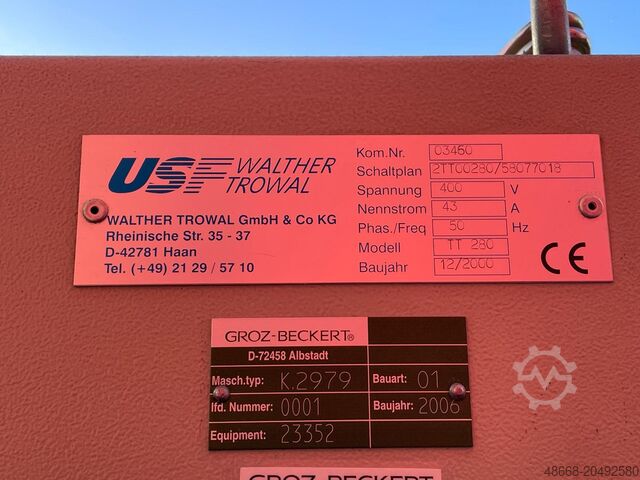 USF WALTHER TROWAL
WALTHER TROWAL GmbH & Co KG
Rheinische Str. 35 - 37
D-42781 Haan
Tel. (+49) 21 29 / 57 10
Kom.Nr. 03460
Schaltplan 2TT00280/58077018
Spannung 400 V
Nennstrom 43 A
Phas./Freq 50 Hz
Modell TT 280
Baujahr 12/2000
CE
GROZ-BECKERT®
D-72458 Albstadt
Masch.typ: K.2979 Bauart: 01
lfd. Nummer: 0001 Baujahr: 2006
Equipment: 23352
GROZ-BECKERT
48668-20492580